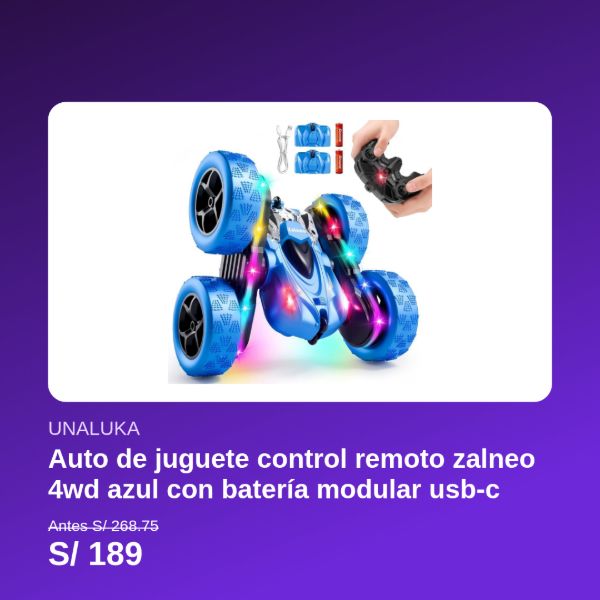 UNALUKA
Auto de juguete control remoto zalneo
4wd azul con batería modular usb-c
Antes S/ 268.75
S/ 189